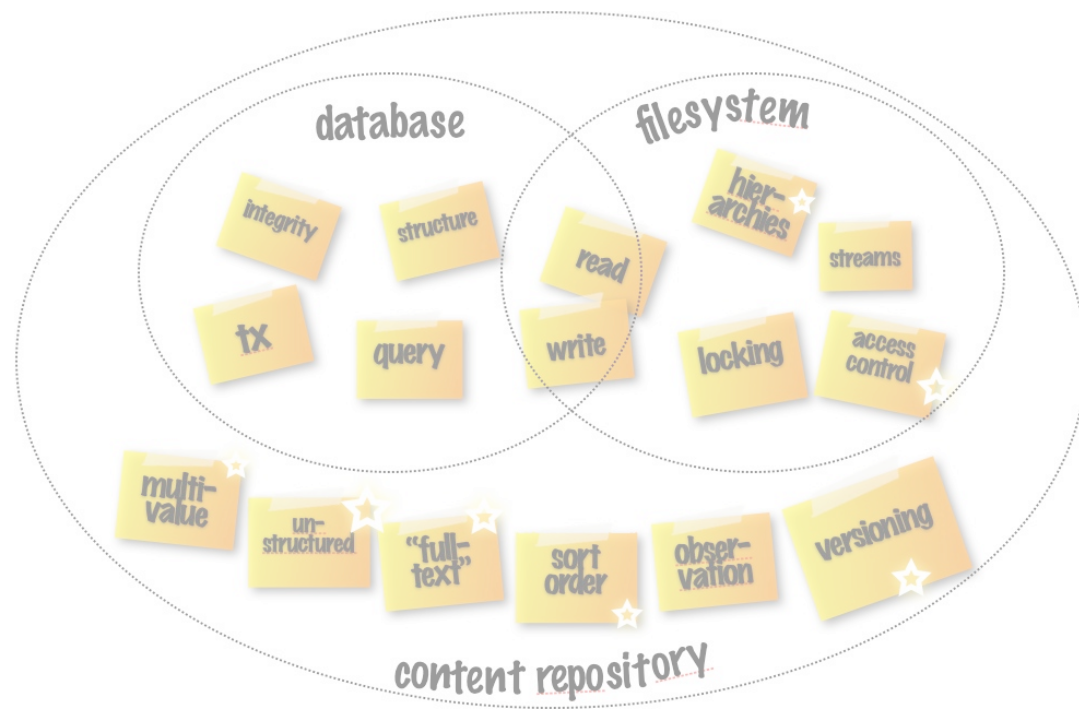 database
filesystem
integrity
structure
read
hier-
archies
streams
tx
query
write
locking
access
control
multi-
value
un-
structured
“full-
text”
sort
order
obser-
vation
versioning
content repository